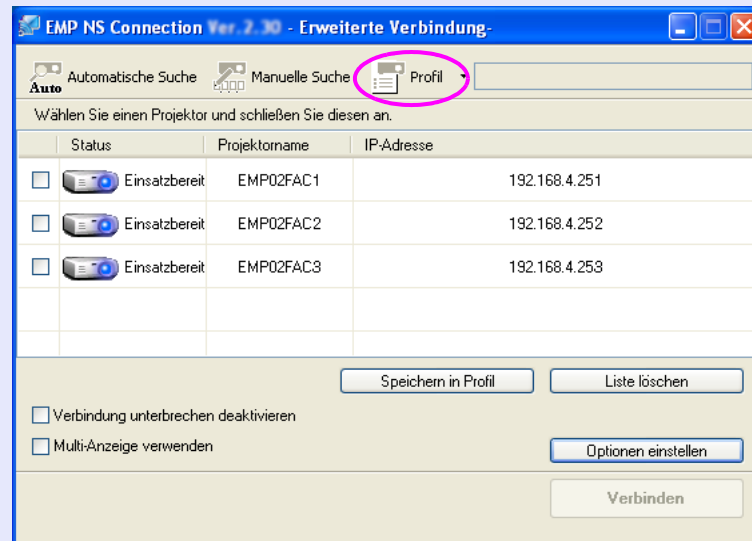 EMP NS Connection Ver.2.30 - Erweiterte Verbindung-
Auto Automatische Suche Manuelle Suche Profil
Wählen Sie einen Projektor und schließen Sie diesen an.
Status Projektorname IP-Adresse
Einsatzbereit EMP02FAC1 192.168.4.251
Einsatzbereit EMP02FAC2 192.168.4.252
Einsatzbereit EMP02FAC3 192.168.4.253
Speichern in Profil Liste löschen
Verbindung unterbrechen deaktivieren
Multi-Anzeige verwenden
Optionen einstellen
Verbinden